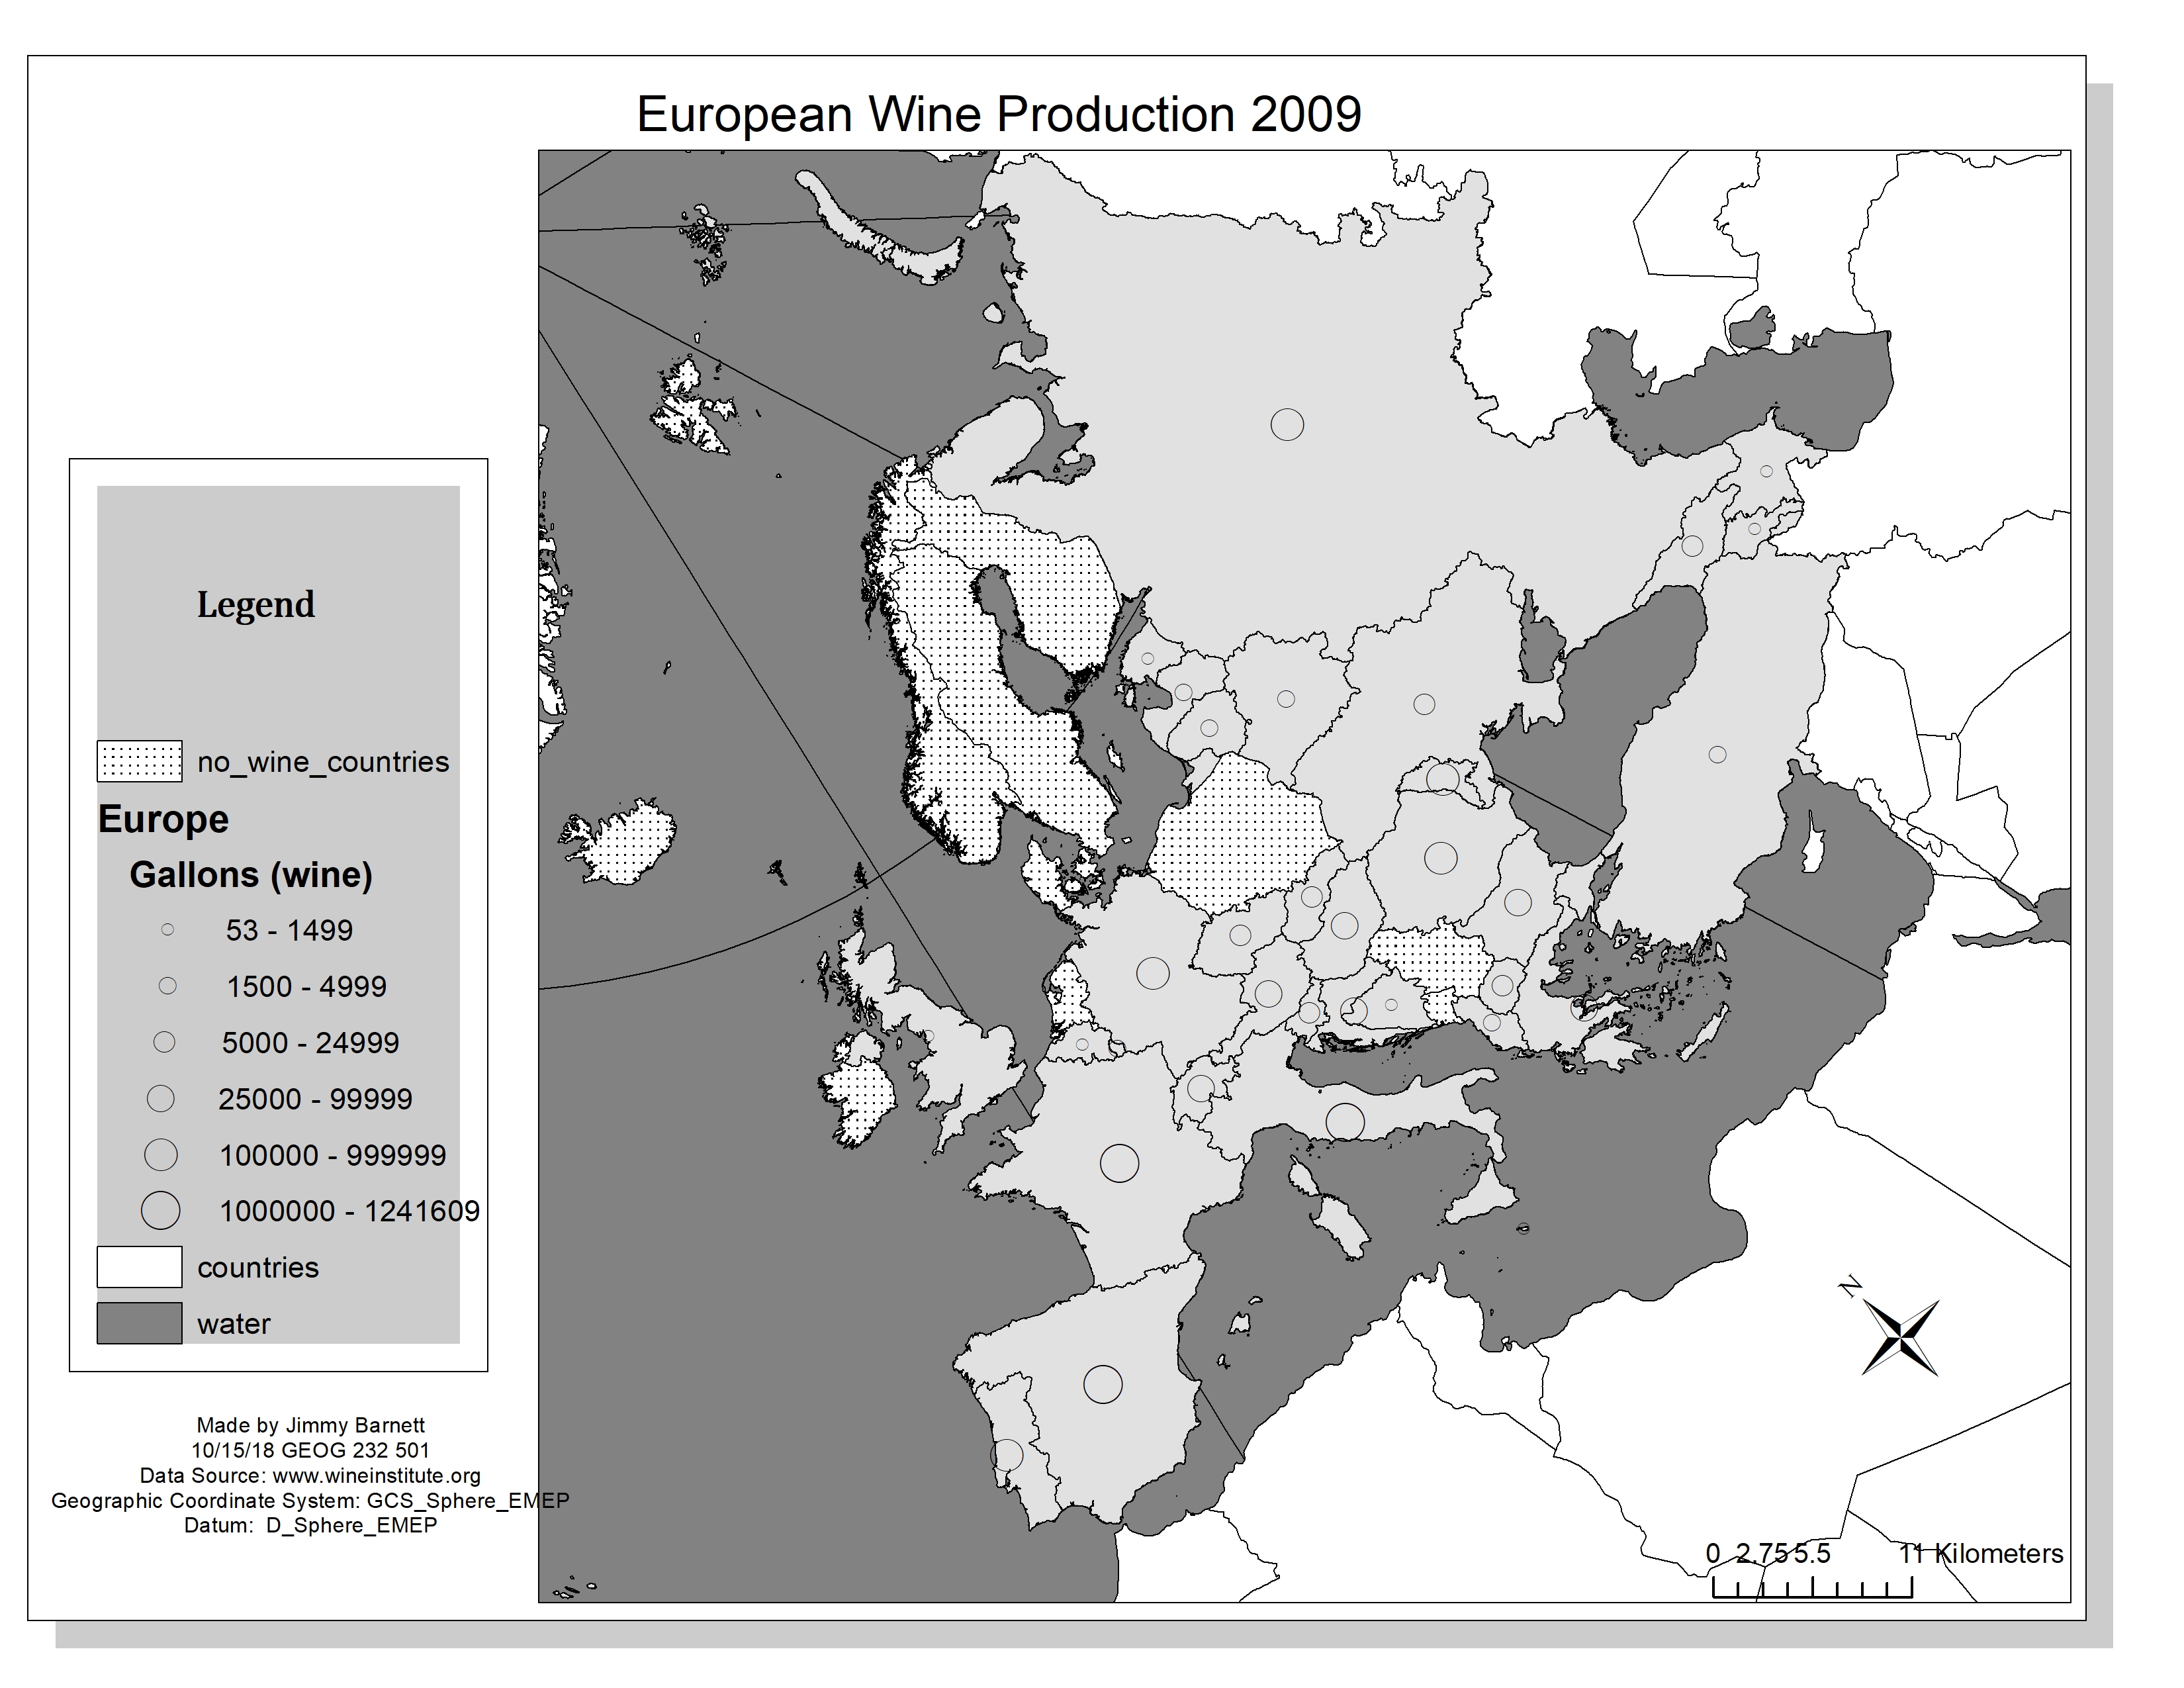 European Wine Production 2009
Legend
no_wine_countries
Europe
Gallons (wine)
53 - 1499
1500 - 4999
5000 - 24999
25000 - 99999
100000 - 999999
1000000 - 1241609
countries
water
Made by Jimmy Barnett
10/15/18 GEOG 232 501
Data Source: www.wineinstitute.org
Geographic Coordinate System: GCS_Sphere_EMEP
Datum:  D_Sphere_EMEP
N
0 2.75 5.5 11 Kilometers